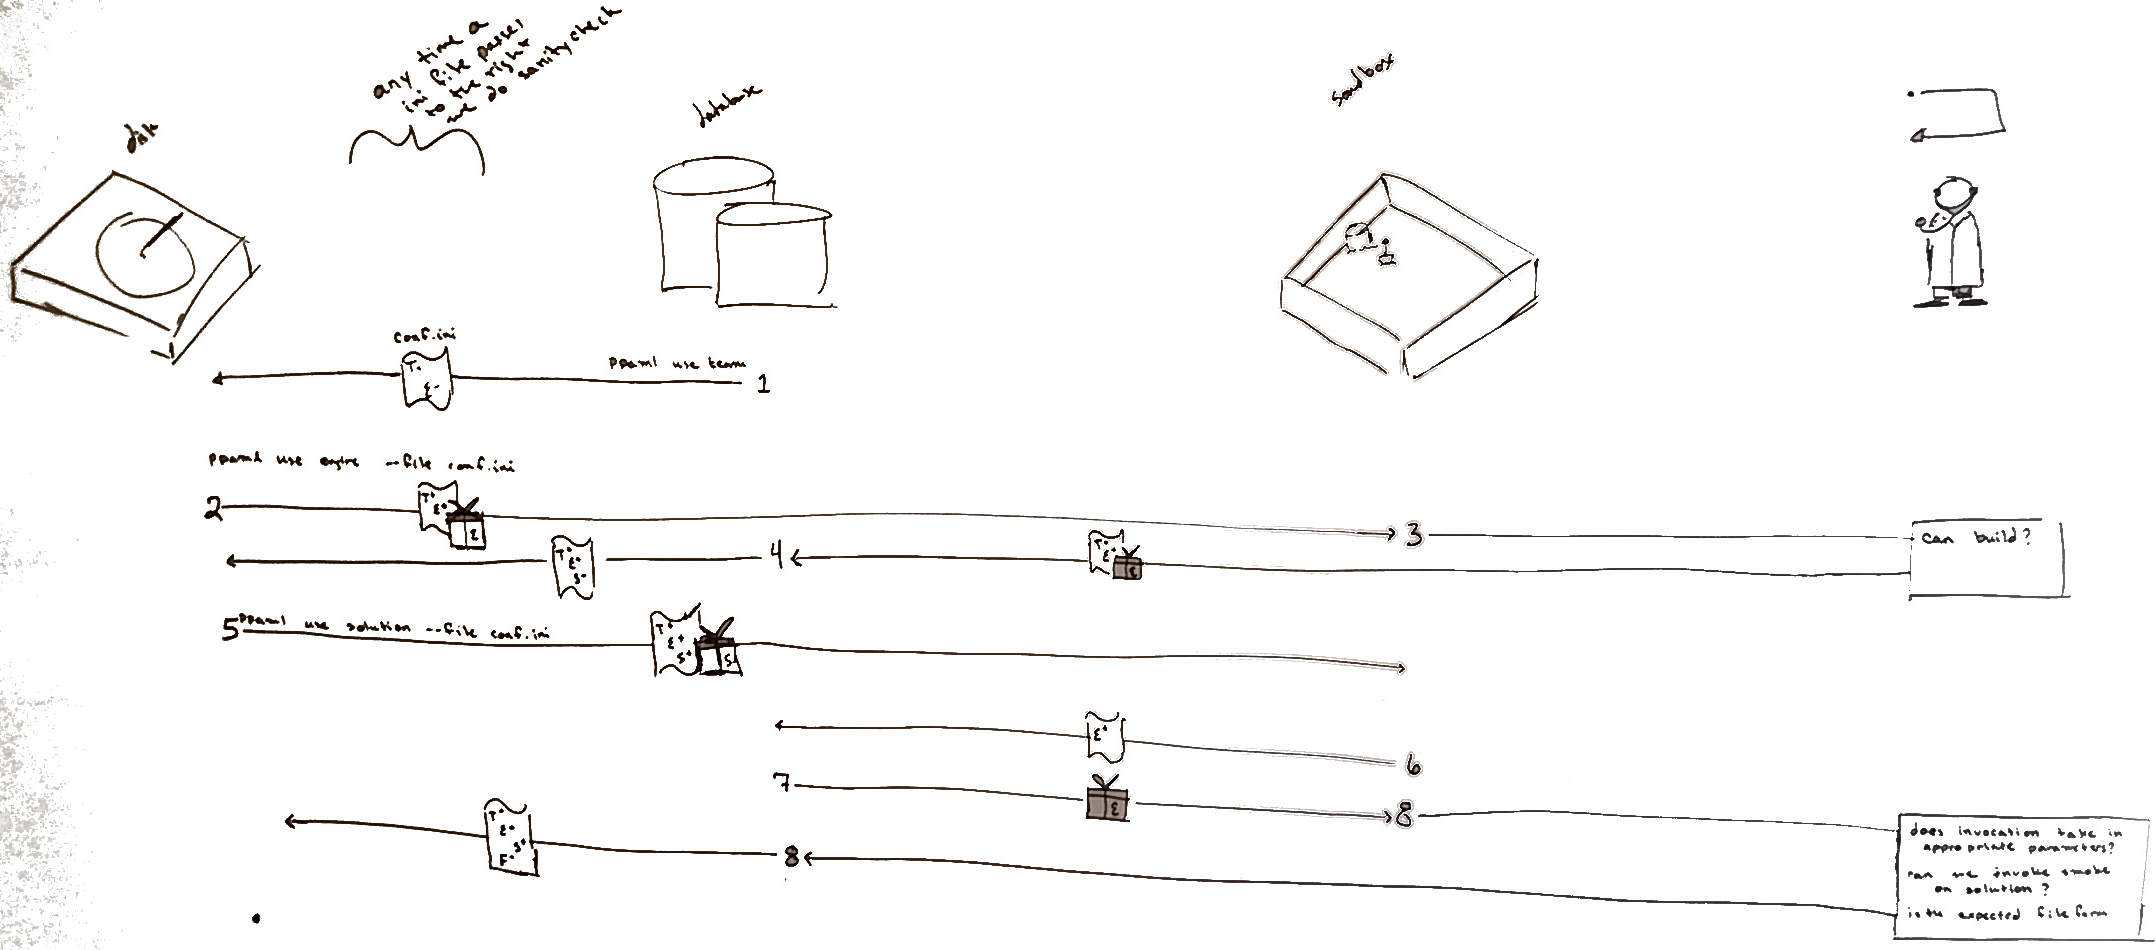 any time a
ini file passes
to the right
we do sanity check
disk
database
sandbox
conf.ini
T-
E-
ppaml use team
1
ppaml use engine --file conf.ini
2
T+
E+
E
3
can build?
T+
E+
S-
4
T+
E+
E
5
ppaml use solution --file conf.ini
T+
E+
S+
S
E+
6
7
E
8
T+
E+
S+
F-
8
does invocation take in
appropriate parameters?
can we invoke smoke
on solution?
is the expected file form